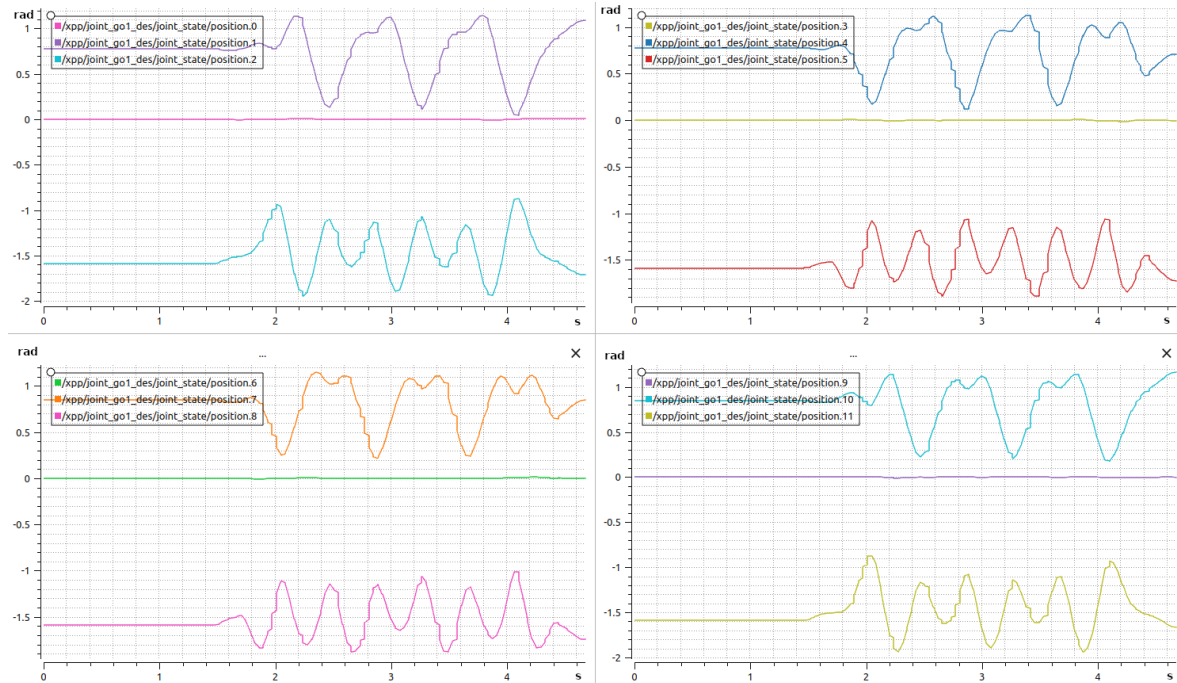 rad
1
/xpp/joint_go1_des/joint_state/position.0
/xpp/joint_go1_des/joint_state/position.1
/xpp/joint_go1_des/joint_state/position.2
0.5
0
-0.5
-1
-1.5
-2
0 2 3 4 s
rad
1
/xpp/joint_go1_des/joint_state/position.3
/xpp/joint_go1_des/joint_state/position.4
/xpp/joint_go1_des/joint_state/position.5
0.5
0
-0.5
-1
-1.5
0 2 3 4 s
rad
... ×
1
/xpp/joint_go1_des/joint_state/position.6
/xpp/joint_go1_des/joint_state/position.7
/xpp/joint_go1_des/joint_state/position.8
0.5
0
-0.5
-1
-1.5
0 2 3 4 s
rad
... ×
1
/xpp/joint_go1_des/joint_state/position.9
/xpp/joint_go1_des/joint_state/position.10
/xpp/joint_go1_des/joint_state/position.11
0.5
0
-0.5
-1
-1.5
-2
0 2 3 4 s